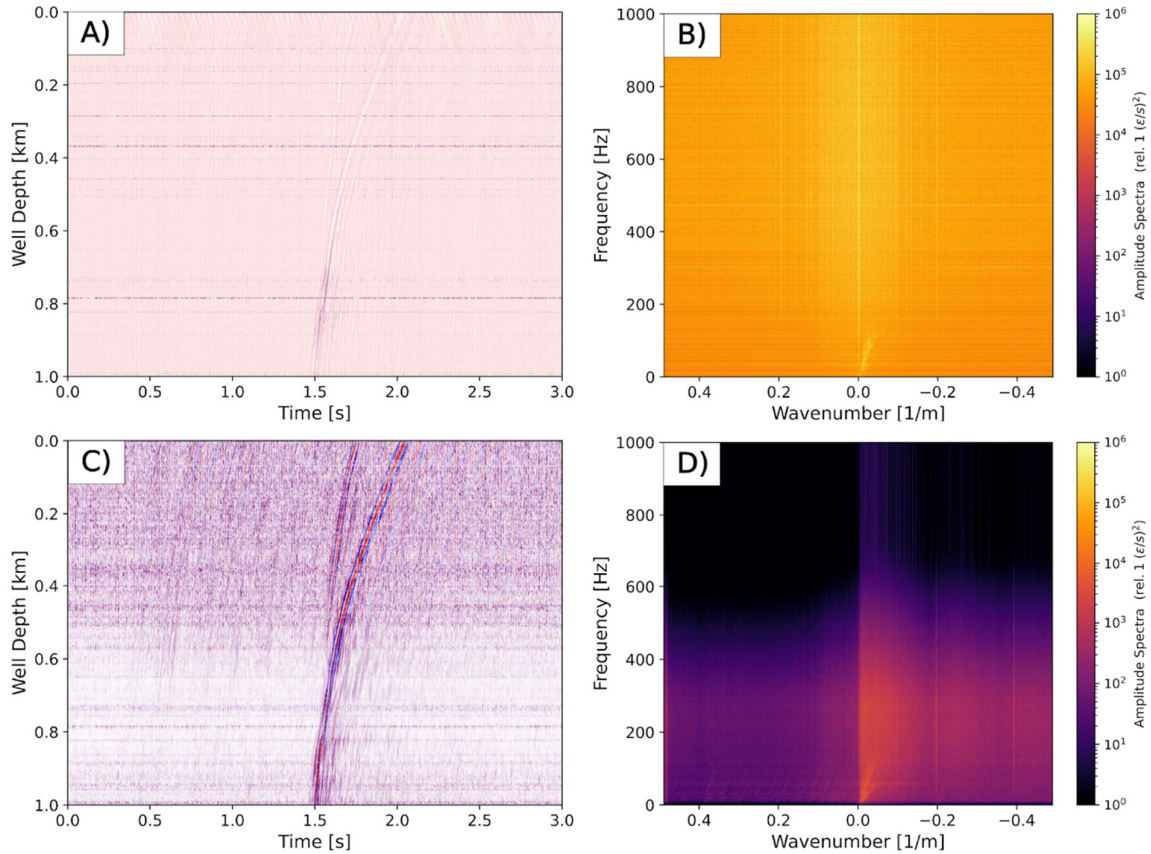 A)
0.0
0.2
0.4
0.6
0.8
1.0
Well Depth [km]
0.0 0.5 1.0 1.5 2.0 2.5 3.0
Time [s]
B)
1000
800
600
400
200
0
Frequency [Hz]
0.4 0.2 0.0 −0.2 −0.4
Wavenumber [1/m]
10⁶
10⁵
10⁴
10³
10²
10¹
10⁰
Amplitude Spectra (rel. 1 (ε/s)²)
C)
0.0
0.2
0.4
0.6
0.8
1.0
Well Depth [km]
0.0 0.5 1.0 1.5 2.0 2.5 3.0
Time [s]
D)
1000
800
600
400
200
0
Frequency [Hz]
0.4 0.2 0.0 −0.2 −0.4
Wavenumber [1/m]
10⁶
10⁵
10⁴
10³
10²
10¹
10⁰
Amplitude Spectra (rel. 1 (ε/s)²)